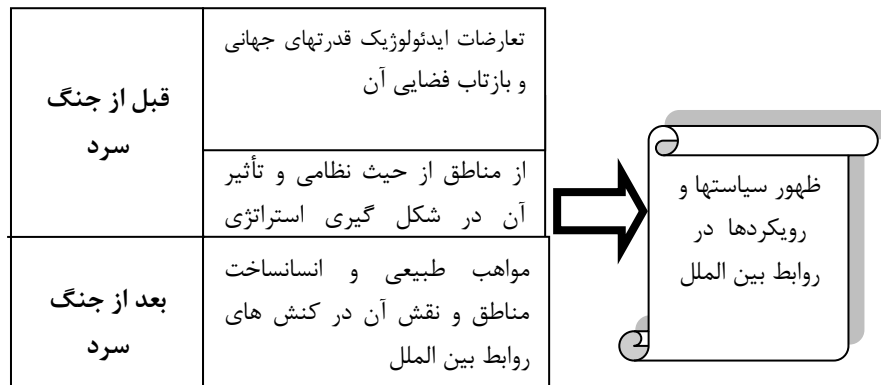 قبل از جنگ
سرد
تعارضات ایدئولوژیک قدرتهای جهانی
و بازتاب فضایی آن
از مناطق از حیث نظامی و تأثیر
آن در شکل گیری استراتژی
بعد از جنگ
سرد
مواهب طبیعی و انسانساخت
مناطق و نقش آن در کنش های
روابط بین الملل
ظهور سیاستها و
رویکردها در
روابط بین الملل